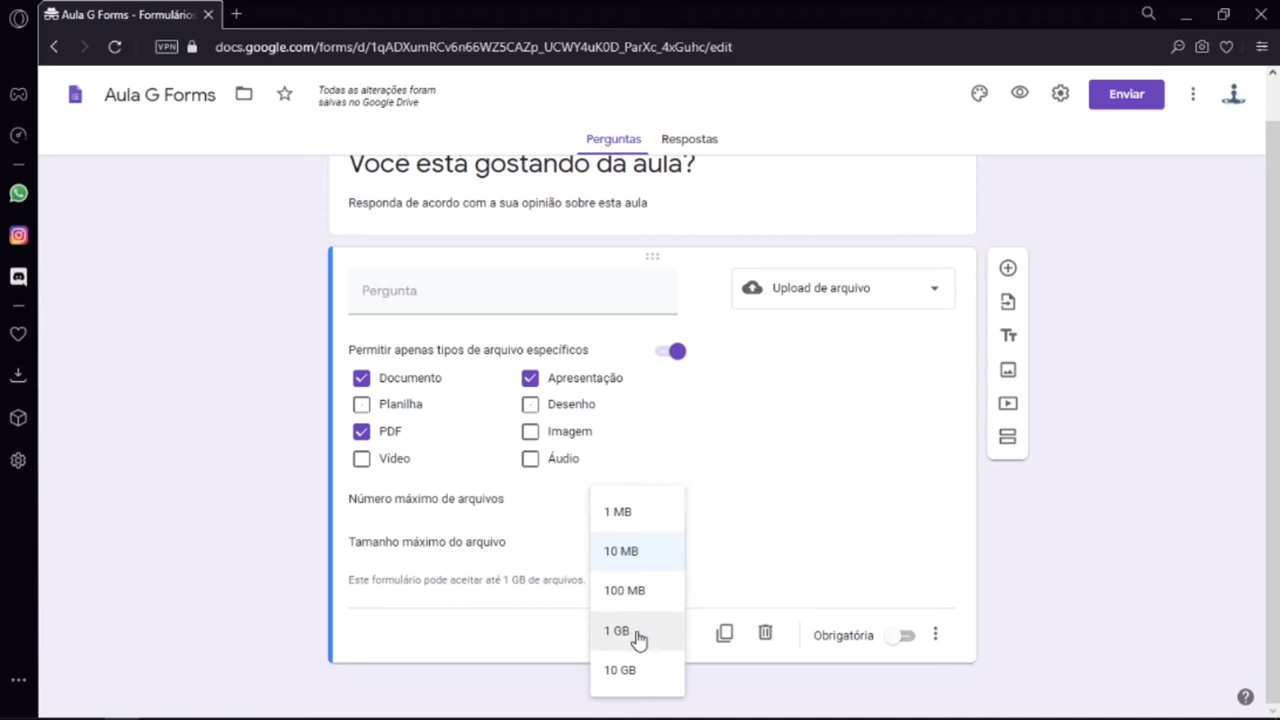 Aula G Forms - Formulários
VPN
docs.google.com/forms/d/1qADXumRCv6n66WZ5CAZp_UCWY4uK0D_ParXc_4xGuhc/edit
Aula G Forms
Todas as alterações foram
salvas no Google Drive
Enviar
Perguntas
Respostas
Voce esta gostando da aula?
Responda de acordo com a sua opinião sobre esta aula
Pergunta
Upload de arquivo
Permitir apenas tipos de arquivo específicos
Documento
Apresentação
Planilha
Desenho
PDF
Imagem
Vídeo
Áudio
Número máximo de arquivos
1 MB
Tamanho máximo do arquivo
10 MB
Este formulário pode aceitar até 1 GB de arquivos.
100 MB
1 GB
Obrigatória
10 GB